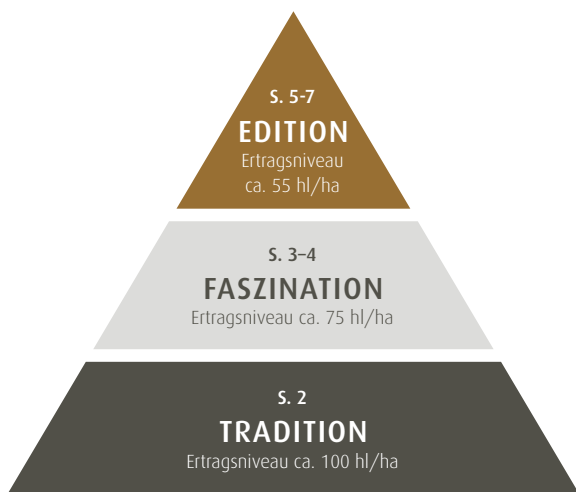 S. 5-7
EDITION
Ertragsniveau
ca. 55 hl/ha
S. 3–4
FASZINATION
Ertragsniveau ca. 75 hl/ha
S. 2
TRADITION
Ertragsniveau ca. 100 hl/ha